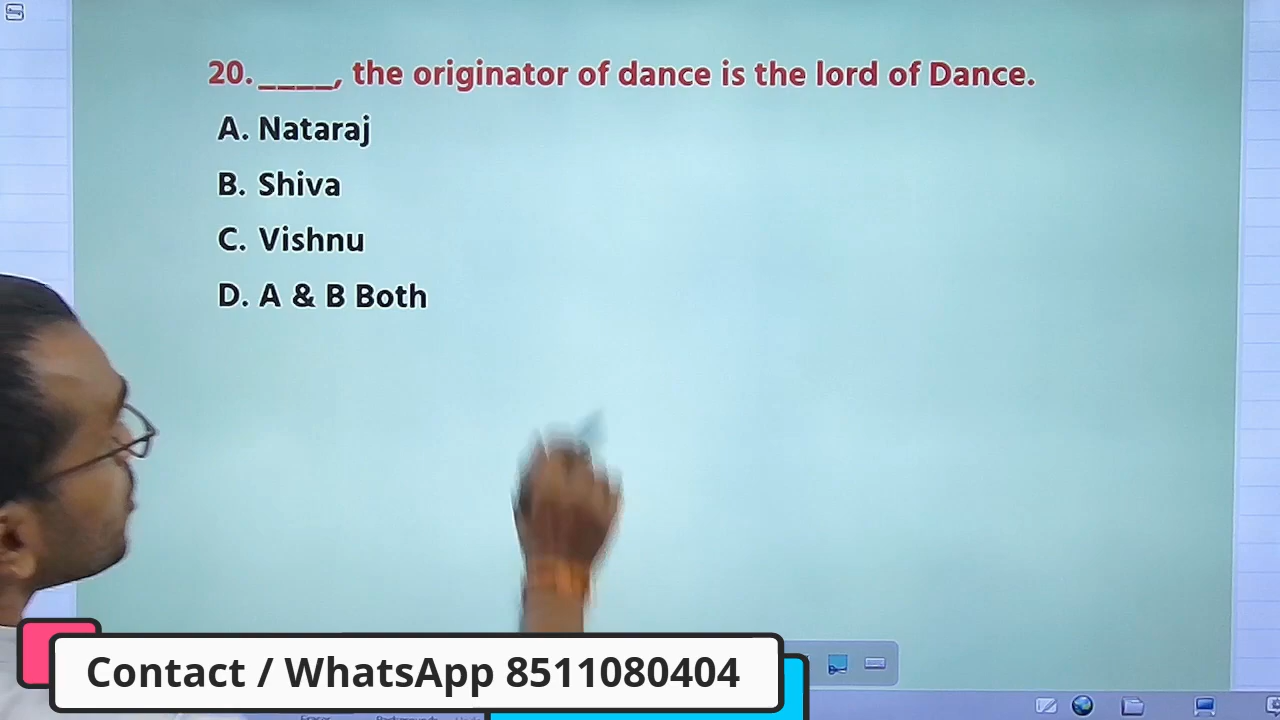 20.____, the originator of dance is the lord of Dance.
A. Nataraj
B. Shiva
C. Vishnu
D. A & B Both
Contact / WhatsApp 8511080404